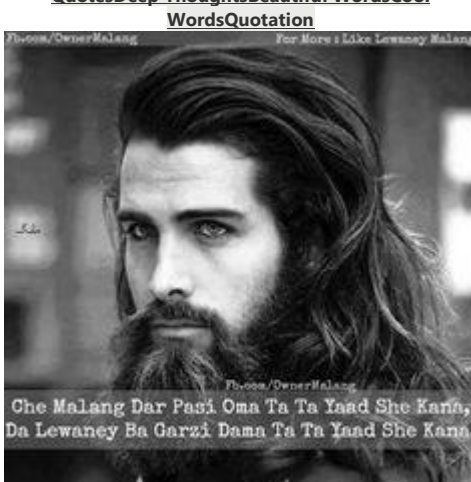 QuotesDeep ThoughtsBeautiful WordsCool
WordsQuotation
Fb.com/OwnerMalang
For More : Like Lewaney Malang
Fb.com/OwnerMalang
Che Malang Dar Pasi Oma Ta Ta Yaad She Kana,
Da Lewaney Ba Garzi Dama Ta Ta Yaad She Kana